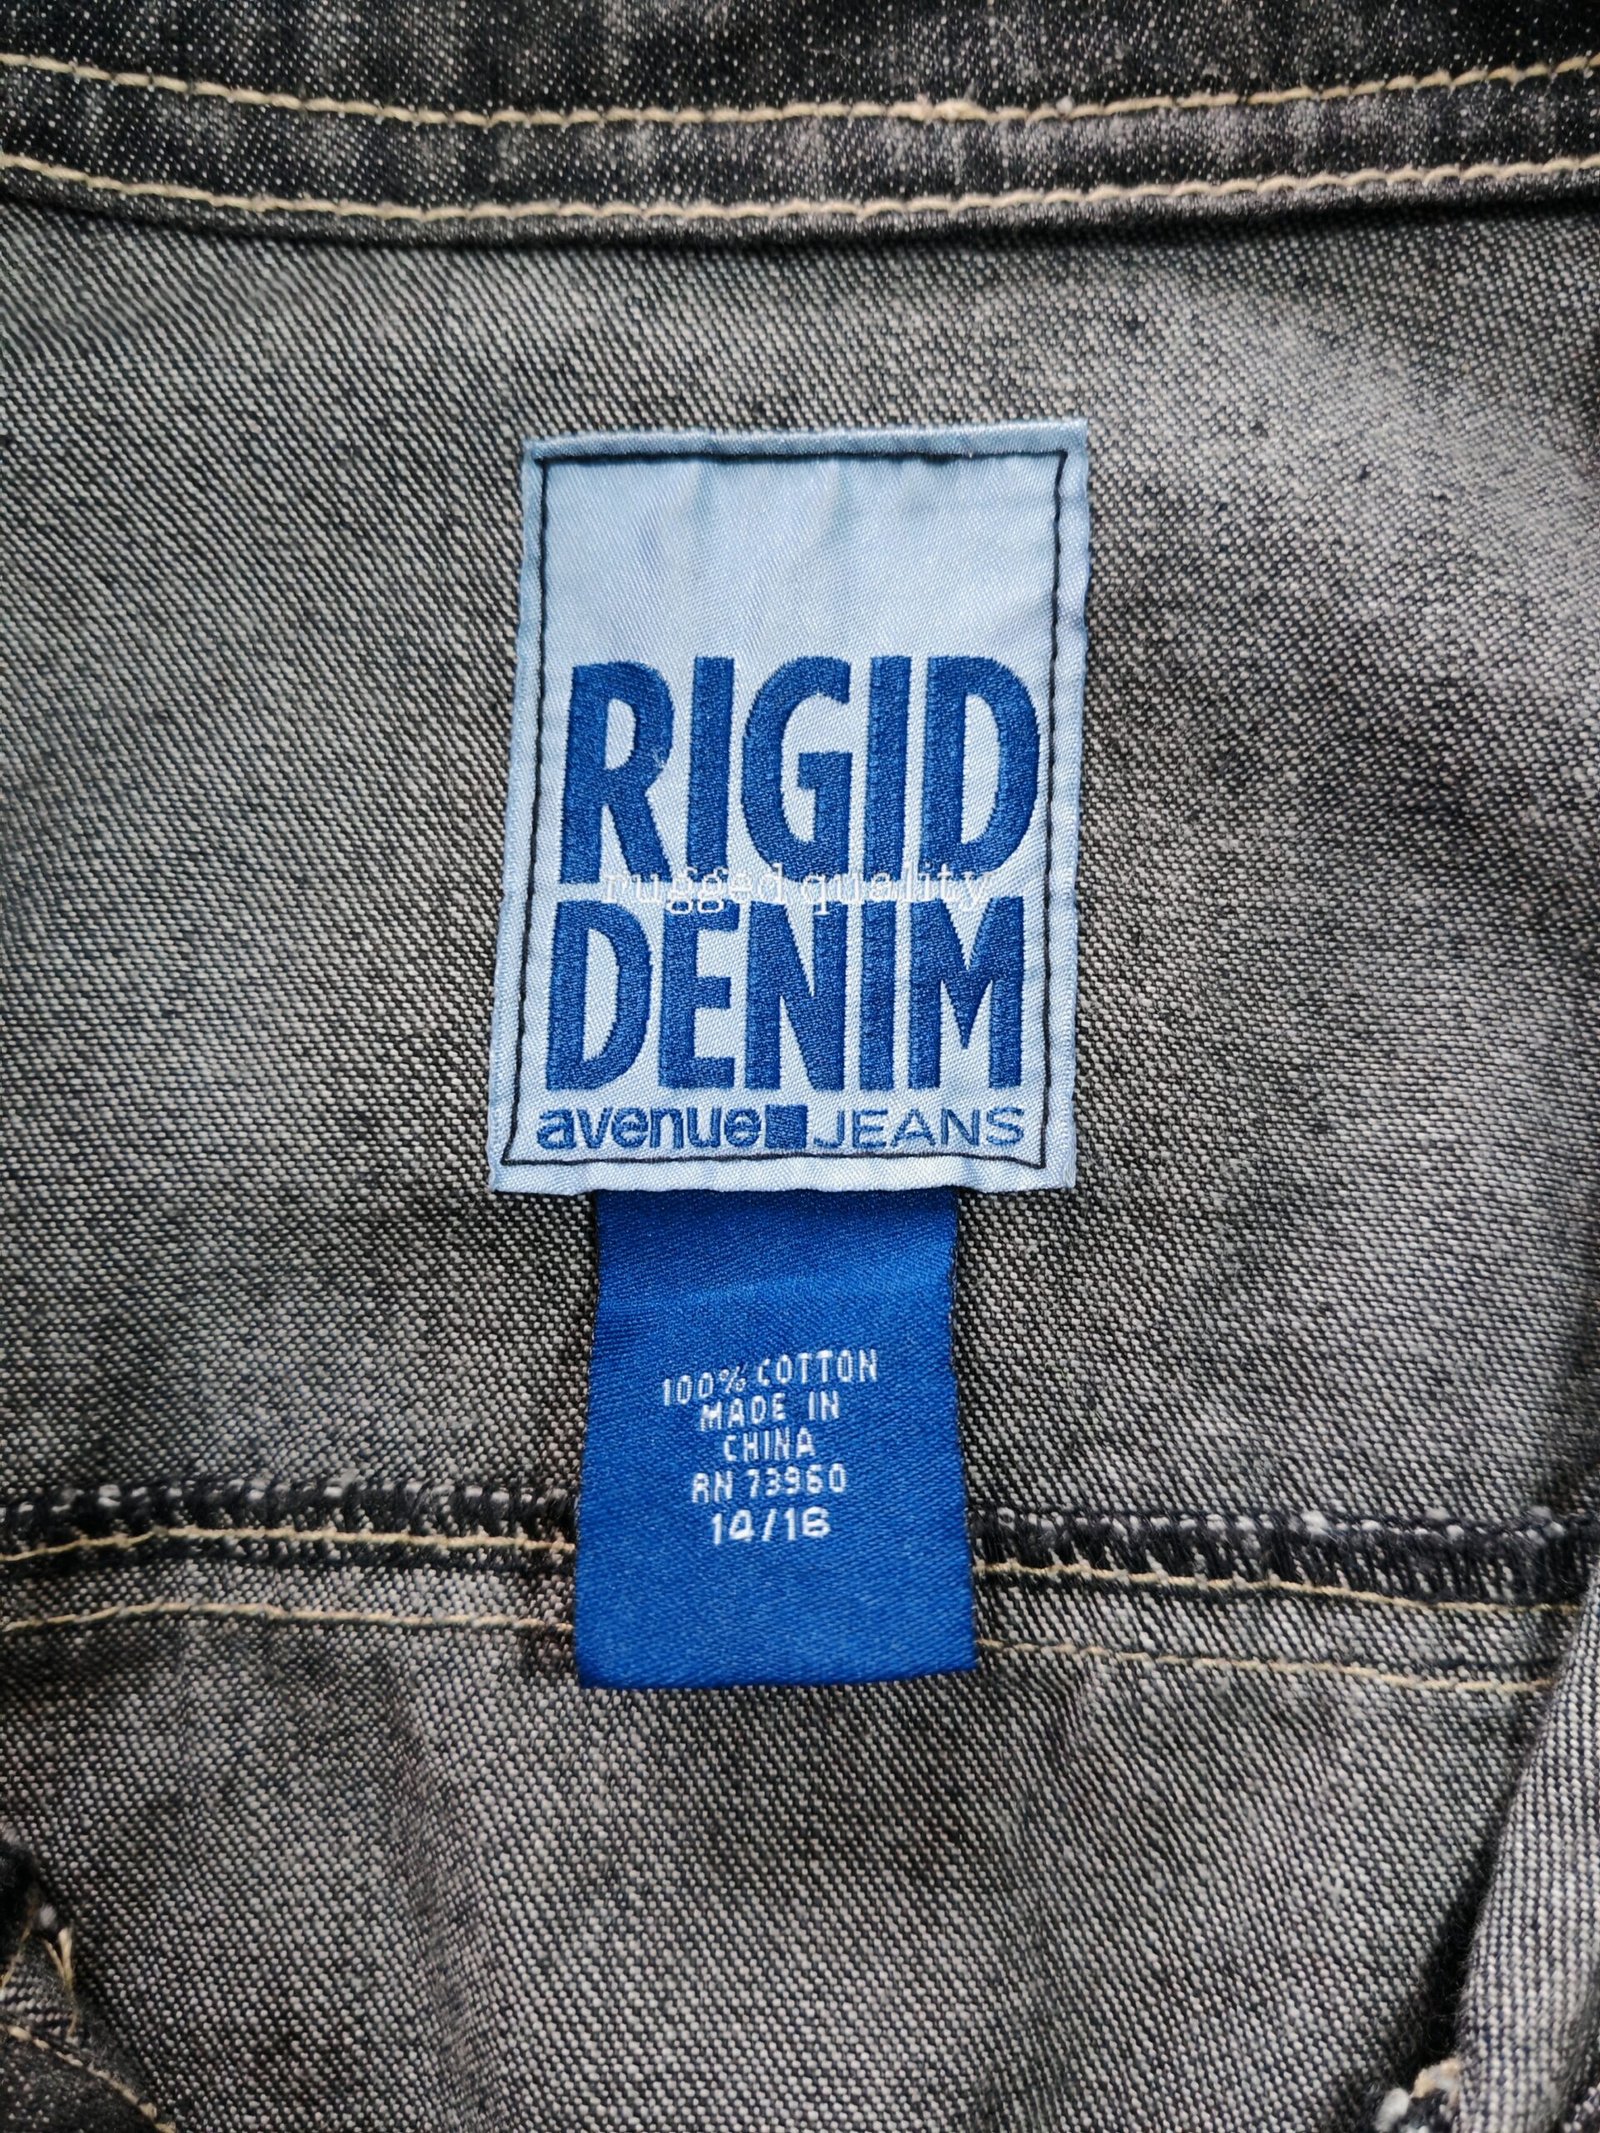 RIGID
rugged quality
DENIM
avenue JEANS
100% COTTON
MADE IN
CHINA
RN 73960
14/16